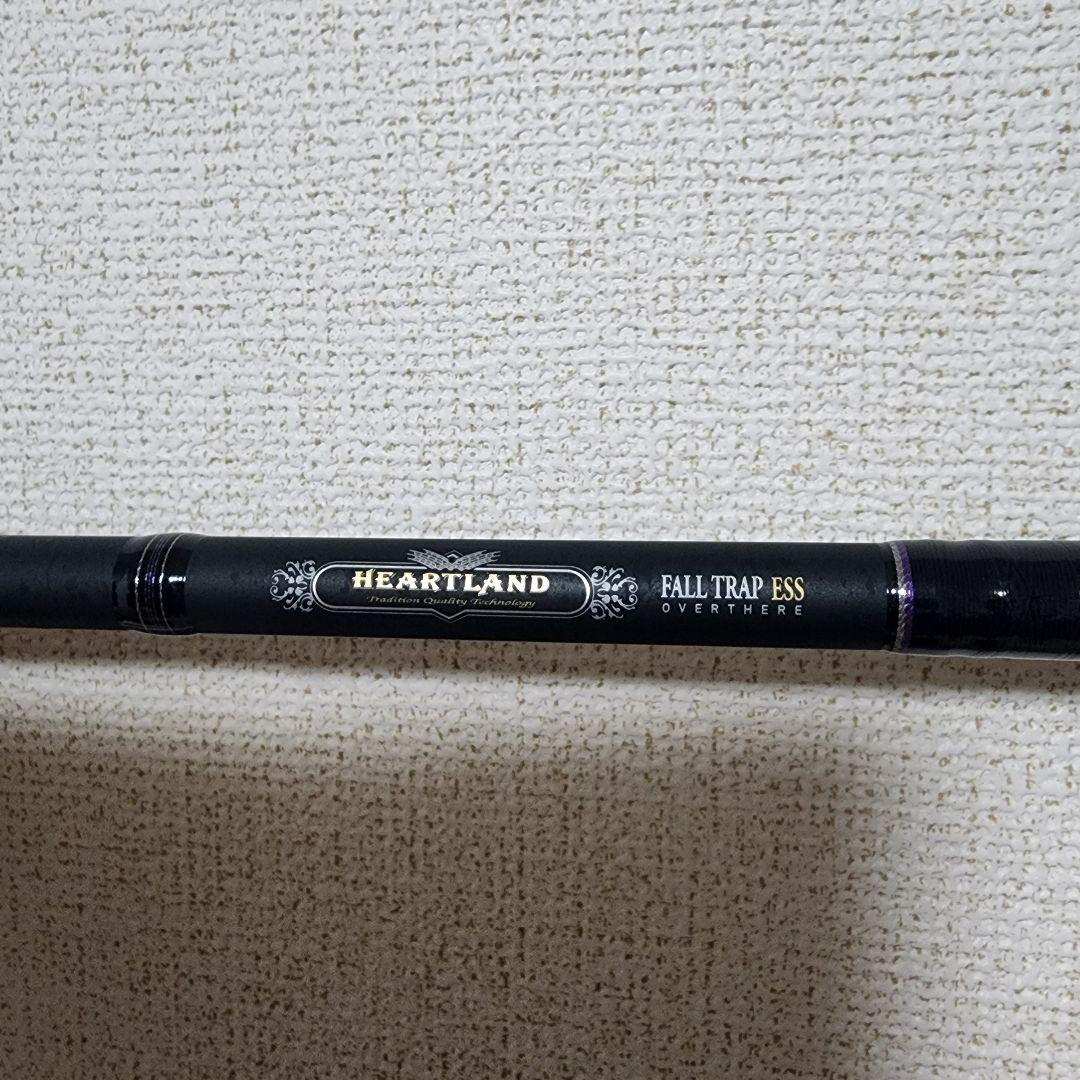 HEARTLAND
Tradition Quality Technology
FALL TRAP ESS
OVERTHERE